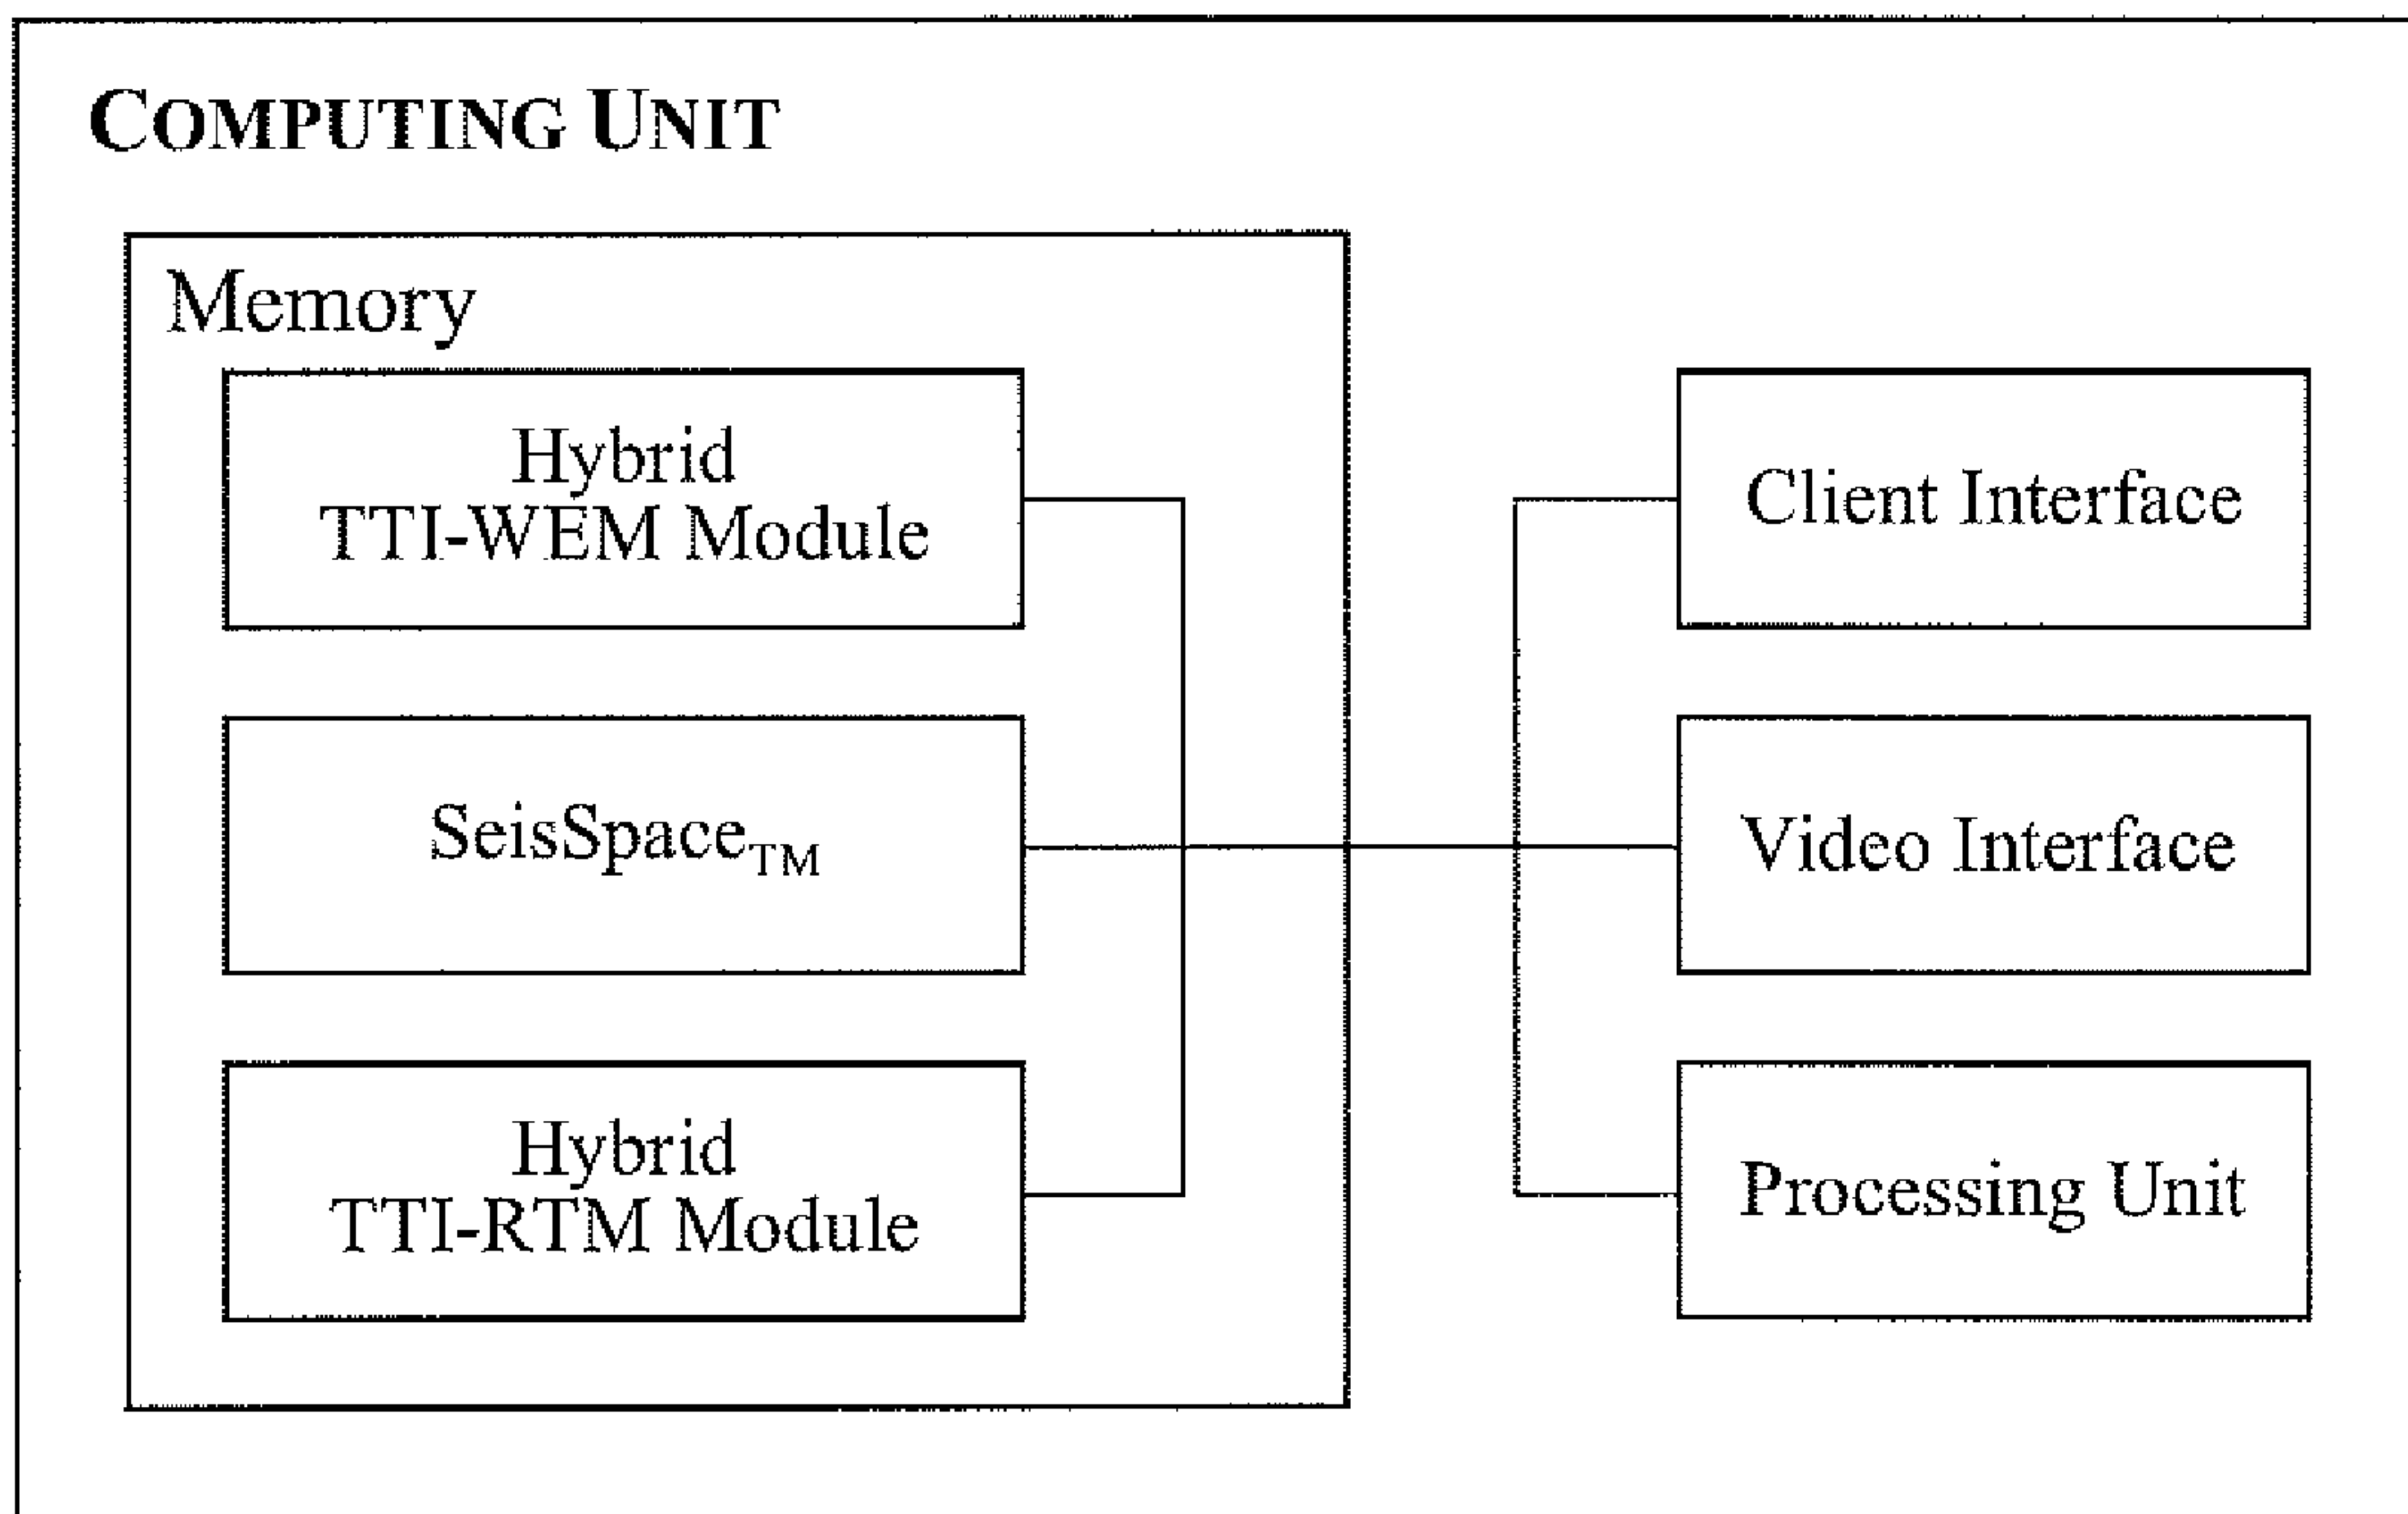 COMPUTING UNIT
Memory
Hybrid
TTI-WEM Module
SeisSpaceTM
Hybrid
TTI-RTM Module
Client Interface
Video Interface
Processing Unit